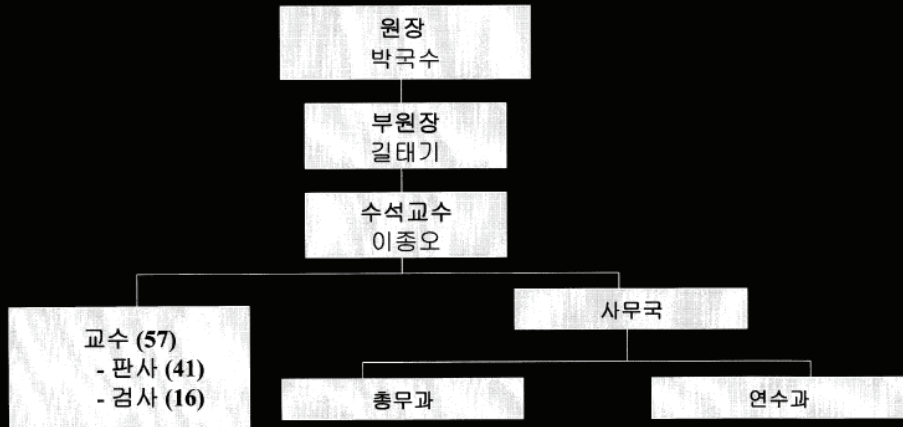 원장
박국수
부원장
길태기
수석교수
이종오
교수 (57)
- 판사 (41)
- 검사 (16)
사무국
총무과
연수과